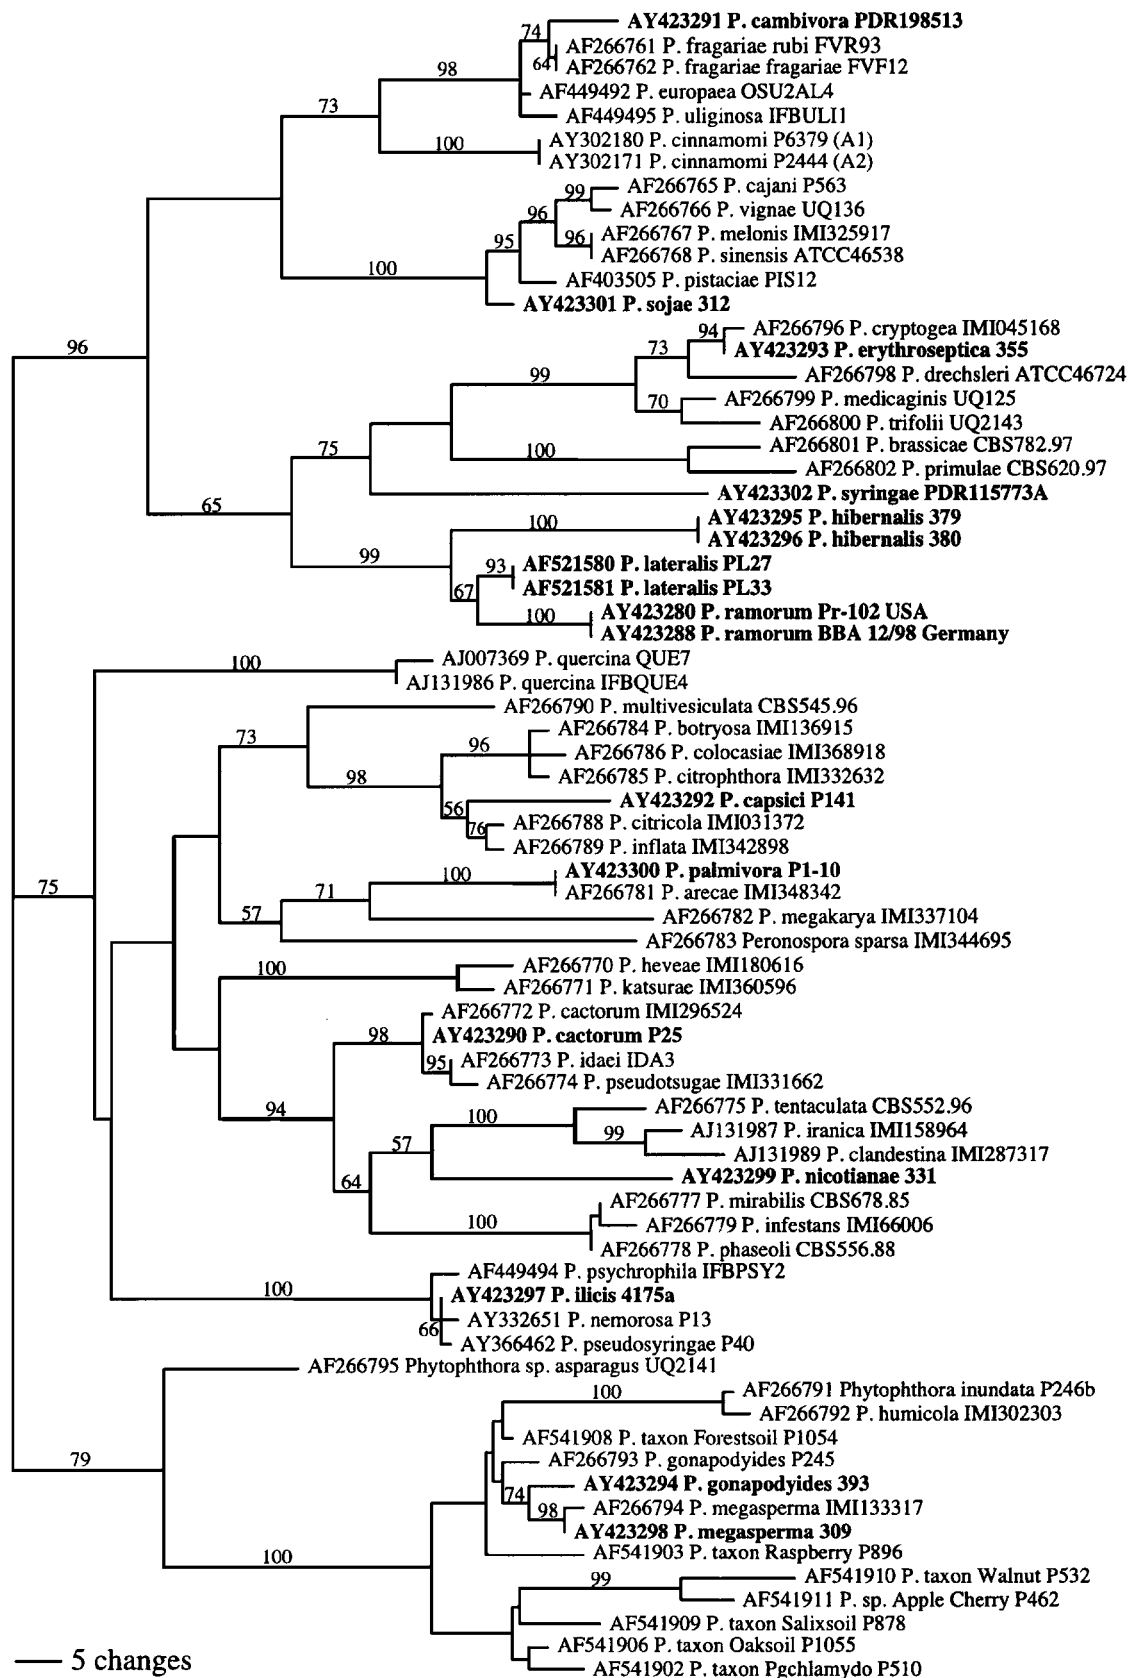 AY423291 P. cambivora PDR198513
74
AF266761 P. fragariae rubi FVR93
64
AF266762 P. fragariae fragariae FVF12
98
AF449492 P. europaea OSU2AL4
73
AF449495 P. uliginosa IFBULI1
AY302180 P. cinnamomi P6379 (A1)
100
AY302171 P. cinnamomi P2444 (A2)
99
AF266765 P. cajani P563
96
AF266766 P. vignae UQ136
95
AF266767 P. melonis IMI325917
96
AF266768 P. sinensis ATCC46538
100
AF403505 P. pistaciae PIS12
AY423301 P. sojae 312
96
94
AF266796 P. cryptogea IMI045168
73
AY423293 P. erythroseptica 355
99
AF266798 P. drechsleri ATCC46724
70
AF266799 P. medicaginis UQ125
AF266800 P. trifolii UQ2143
75
100
AF266801 P. brassicae CBS782.97
AF266802 P. primulae CBS620.97
65
AY423302 P. syringae PDR115773A
100
AY423295 P. hibernalis 379
AY423296 P. hibernalis 380
99
93
AF521580 P. lateralis PL27
67
AF521581 P. lateralis PL33
100
AY423280 P. ramorum Pr-102 USA
AY423288 P. ramorum BBA 12/98 Germany
100
AJ007369 P. quercina QUE7
AJ131986 P. quercina IFBQUE4
73
AF266790 P. multivesiculata CBS545.96
96
AF266784 P. botryosa IMI136915
AF266786 P. colocasiae IMI368918
98
AF266785 P. citrophthora IMI332632
56
AY423292 P. capsici P141
76
AF266788 P. citricola IMI031372
AF266789 P. inflata IMI342898
75
100
AY423300 P. palmivora P1-10
71
AF266781 P. arecae IMI348342
57
AF266782 P. megakarya IMI337104
AF266783 Peronospora sparsa IMI344695
100
AF266770 P. heveae IMI180616
AF266771 P. katsurae IMI360596
AF266772 P. cactorum IMI296524
98
AY423290 P. cactorum P25
95
AF266773 P. idaei IDA3
AF266774 P. pseudotsugae IMI331662
94
100
AF266775 P. tentaculata CBS552.96
99
AJ131987 P. iranica IMI158964
57
AJ131989 P. clandestina IMI287317
64
AY423299 P. nicotianae 331
AF266777 P. mirabilis CBS678.85
100
AF266779 P. infestans IMI66006
AF266778 P. phaseoli CBS556.88
100
AF449494 P. psychrophila IFBPSY2
AY423297 P. ilicis 4175a
66
AY332651 P. nemorosa P13
AY366462 P. pseudosyringae P40
AF266795 Phytophthora sp. asparagus UQ2141
100
AF266791 Phytophthora inundata P246b
AF266792 P. humicola IMI302303
79
AF541908 P. taxon Forestsoil P1054
AF266793 P. gonapodyides P245
74
AY423294 P. gonapodyides 393
98
AF266794 P. megasperma IMI133317
AY423298 P. megasperma 309
100
AF541903 P. taxon Raspberry P896
99
AF541910 P. taxon Walnut P532
AF541911 P. sp. Apple Cherry P462
AF541909 P. taxon Salixsoil P878
AF541906 P. taxon Oaksoil P1055
AF541902 P. taxon Pgchlamydo P510
5 changes